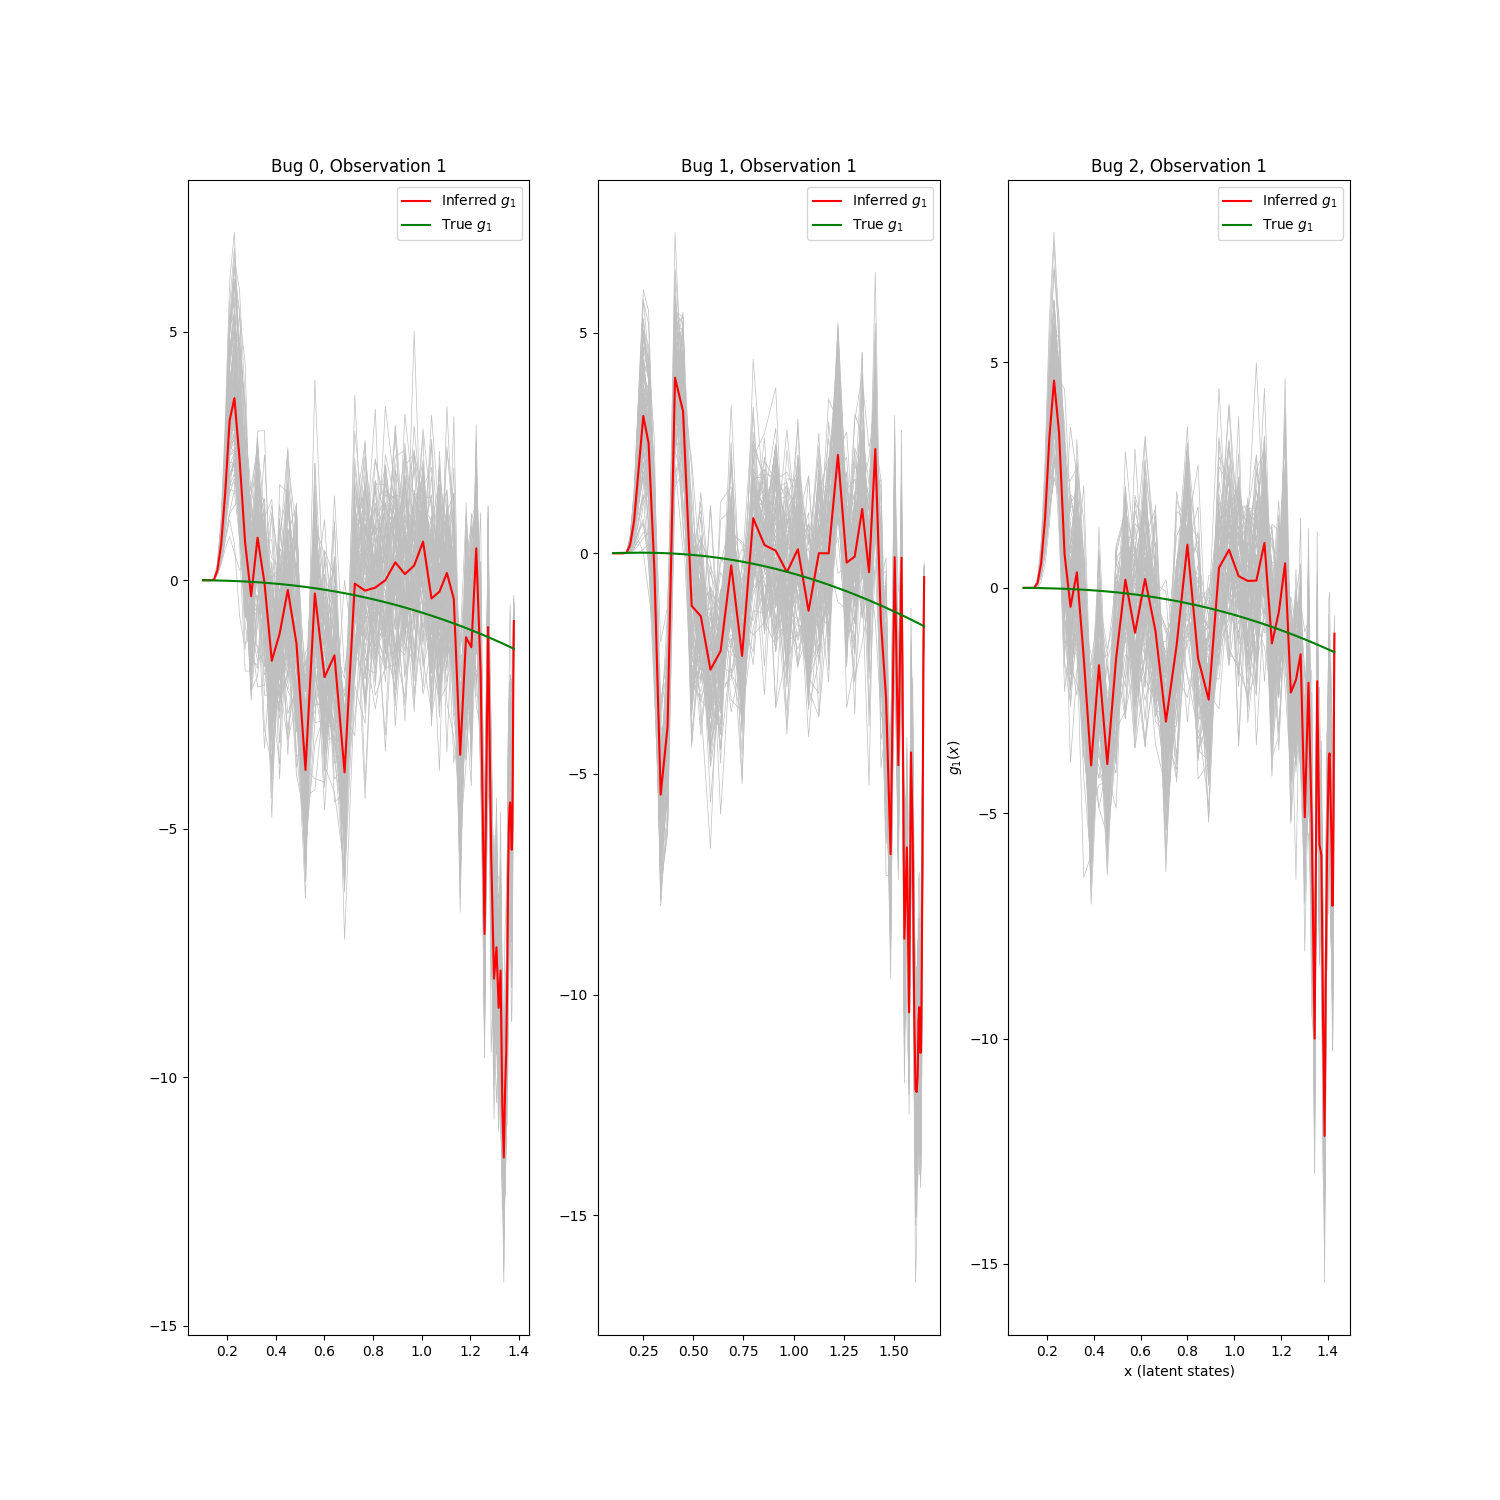 Bug 0, Observation 1
Inferred g₁
True g₁
5
0
−5
−10
−15
0.2 0.4 0.6 0.8 1.0 1.2 1.4
Bug 1, Observation 1
Inferred g₁
True g₁
5
0
−5
−10
−15
0.25 0.50 0.75 1.00 1.25 1.50
Bug 2, Observation 1
Inferred g₁
True g₁
g₁(x)
5
0
−5
−10
−15
0.2 0.4 0.6 0.8 1.0 1.2 1.4
x (latent states)